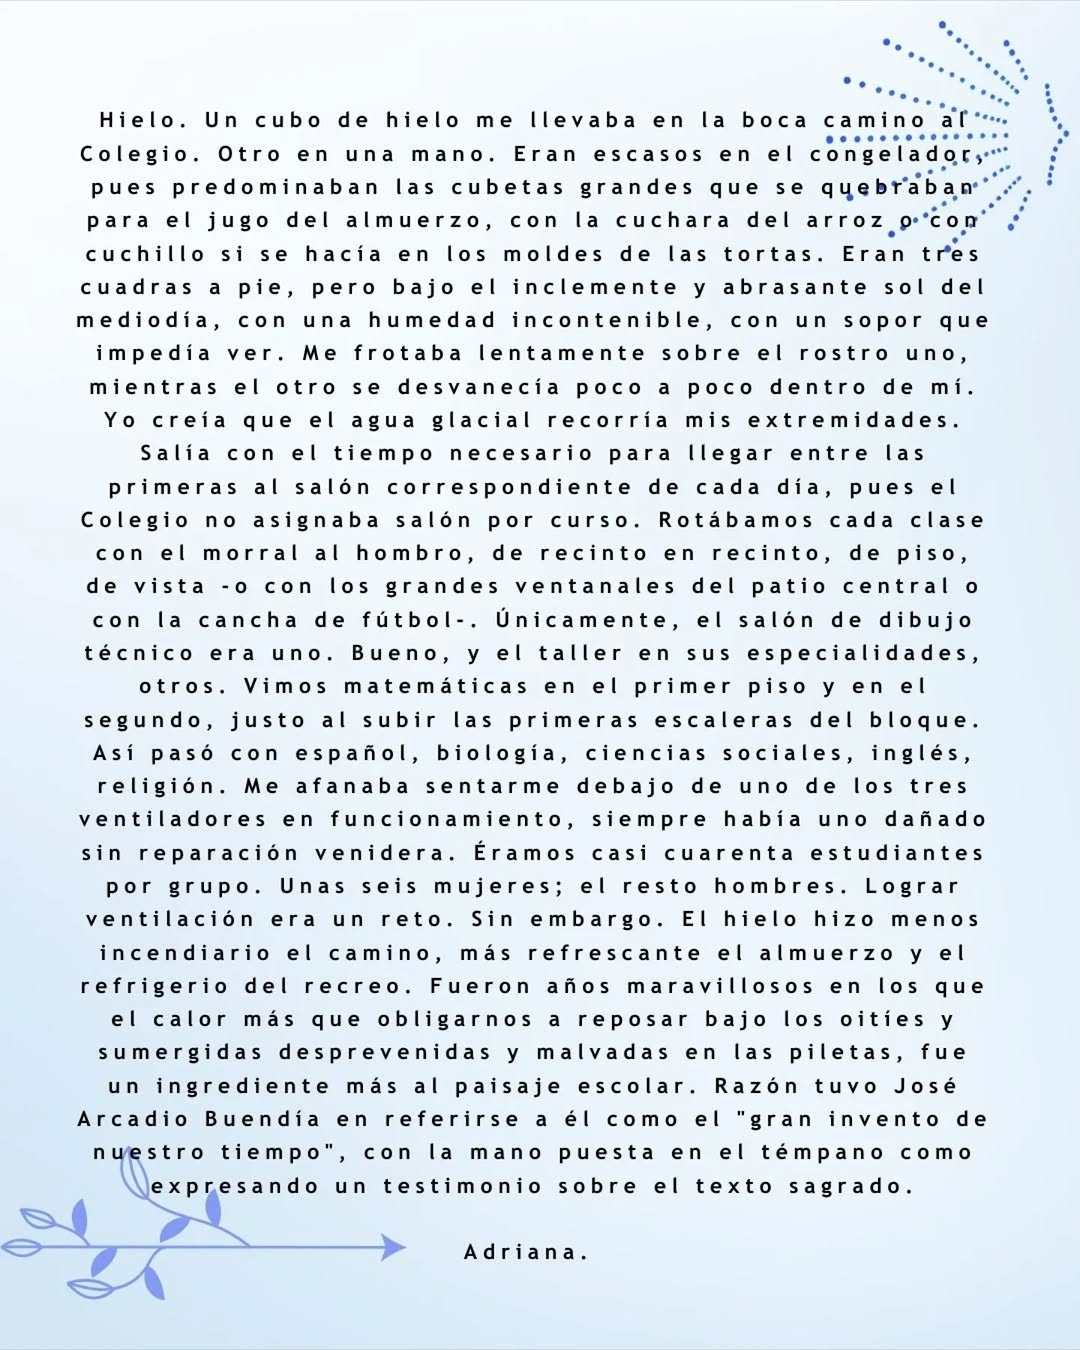 Hielo. Un cubo de hielo me llevaba en la boca camino al
Colegio. Otro en una mano. Eran escasos en el congelador,
pues predominaban las cubetas grandes que se quebraban
para el jugo del almuerzo, con la cuchara del arroz o con
cuchillo si se hacía en los moldes de las tortas. Eran tres
cuadras a pie, pero bajo el inclemente y abrasante sol del
mediodía, con una humedad incontenible, con un sopor que
impedía ver. Me frotaba lentamente sobre el rostro uno,
mientras el otro se desvanecía poco a poco dentro de mí.
Yo creía que el agua glacial recorría mis extremidades.
Salía con el tiempo necesario para llegar entre las
primeras al salón correspondiente de cada día, pues el
Colegio no asignaba salón por curso. Rotábamos cada clase
con el morral al hombro, de recinto en recinto, de piso,
de vista -o con los grandes ventanales del patio central o
con la cancha de fútbol-. Únicamente, el salón de dibujo
técnico era uno. Bueno, y el taller en sus especialidades,
otros. Vimos matemáticas en el primer piso y en el
segundo, justo al subir las primeras escaleras del bloque.
Así pasó con español, biología, ciencias sociales, inglés,
religión. Me afanaba sentarme debajo de uno de los tres
ventiladores en funcionamiento, siempre había uno dañado
sin reparación venidera. Éramos casi cuarenta estudiantes
por grupo. Unas seis mujeres; el resto hombres. Lograr
ventilación era un reto. Sin embargo. El hielo hizo menos
incendiario el camino, más refrescante el almuerzo y el
refrigerio del recreo. Fueron años maravillosos en los que
el calor más que obligarnos a reposar bajo los oitíes y
sumergidas desprevenidas y malvadas en las piletas, fue
un ingrediente más al paisaje escolar. Razón tuvo José
Arcadio Buendía en referirse a él como el "gran invento de
nuestro tiempo", con la mano puesta en el témpano como
expresando un testimonio sobre el texto sagrado.
Adriana.